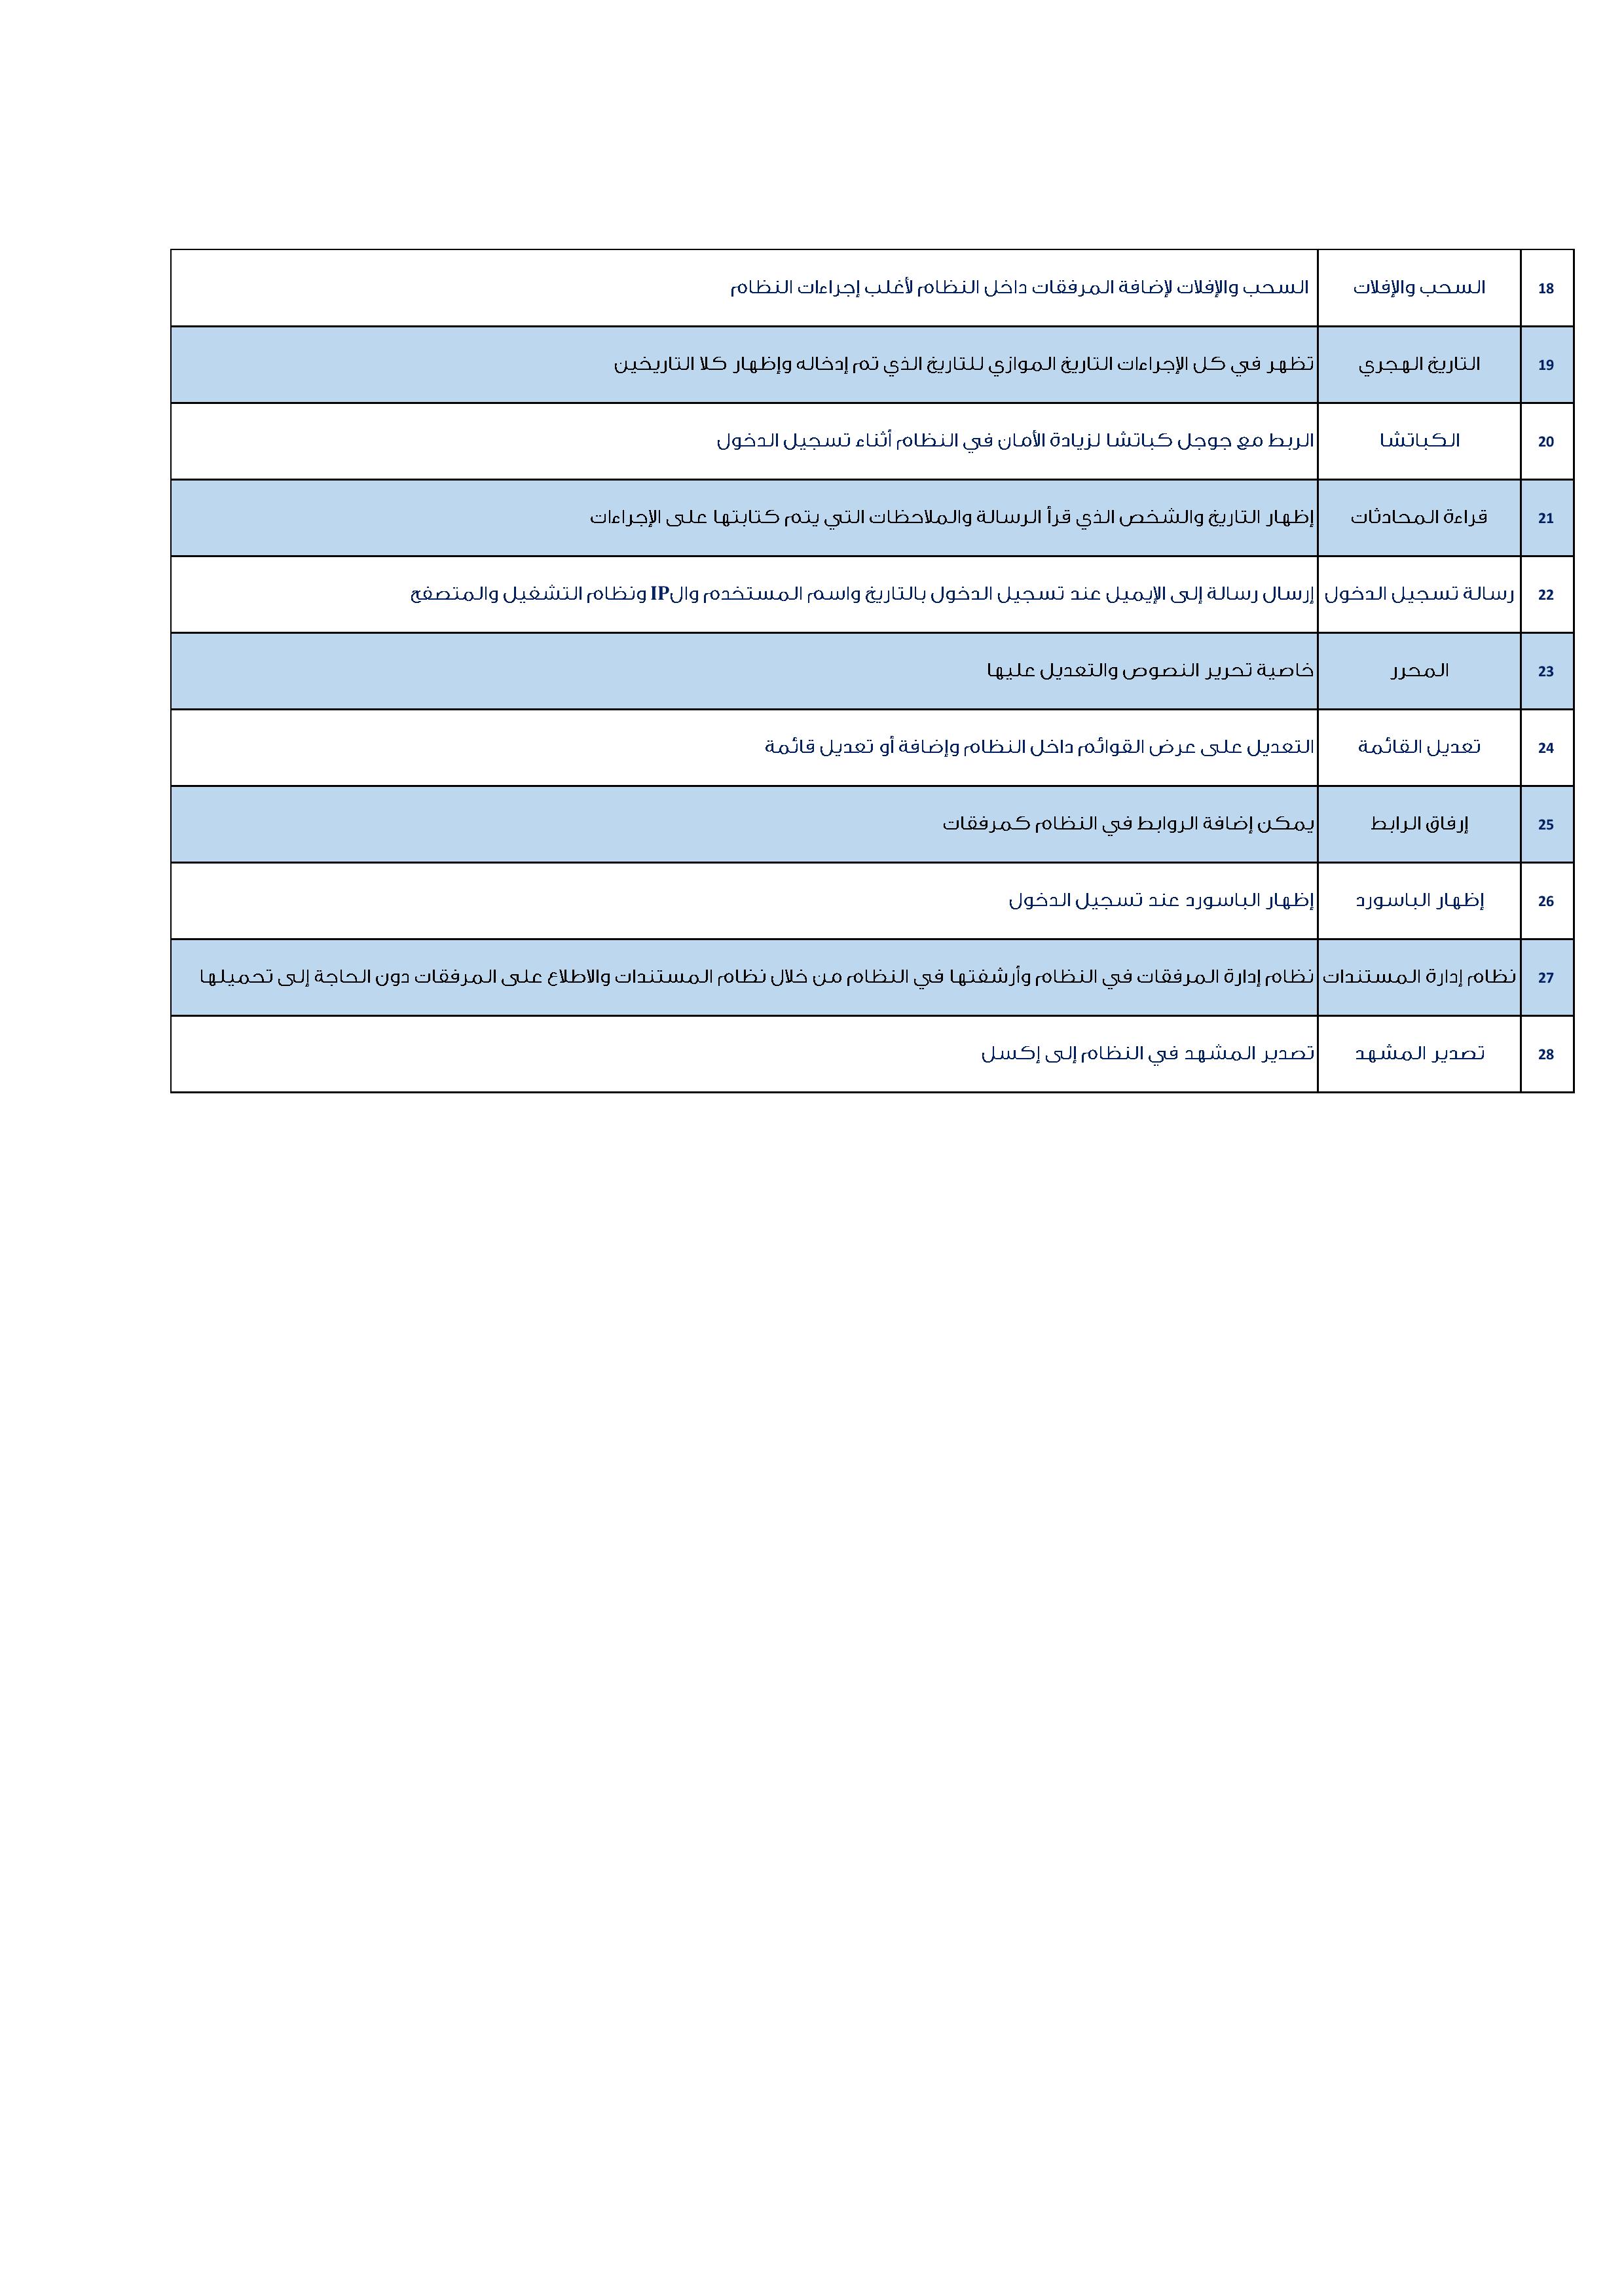 18 السحب والإفلات السحب والإفلات لإضافة المرفقات داخل النظام لأغلب إجراءات النظام
19 التاريخ الهجري تظهر في كل الإجراءات التاريخ الموازي للتاريخ الذي تم إدخاله وإظهار كلا التاريخين
20 الكباتشا الربط مع جوجل كباتشا لزيادة الأمان في النظام أثناء تسجيل الدخول
21 قراءة المحادثات إظهار التاريخ والشخص الذي قرأ الرسالة والملاحظات التي يتم كتابتها على الإجراءات
22 رسالة تسجيل الدخول إرسال رسالة إلى الإيميل عند تسجيل الدخول بالتاريخ واسم المستخدم والIP ونظام التشغيل والمتصفح
23 المحرر خاصية تحرير النصوص والتعديل عليها
24 تعديل القائمة التعديل على عرض القوائم داخل النظام وإضافة أو تعديل قائمة
25 إرفاق الرابط يمكن إضافة الروابط في النظام كمرفقات
26 إظهار الباسورد إظهار الباسورد عند تسجيل الدخول
27 نظام إدارة المستندات نظام إدارة المرفقات في النظام وأرشفتها في النظام من خلال نظام المستندات والاطلاع على المرفقات دون الحاجة إلى تحميلها
28 تصدير المشهد تصدير المشهد في النظام إلى إكسل